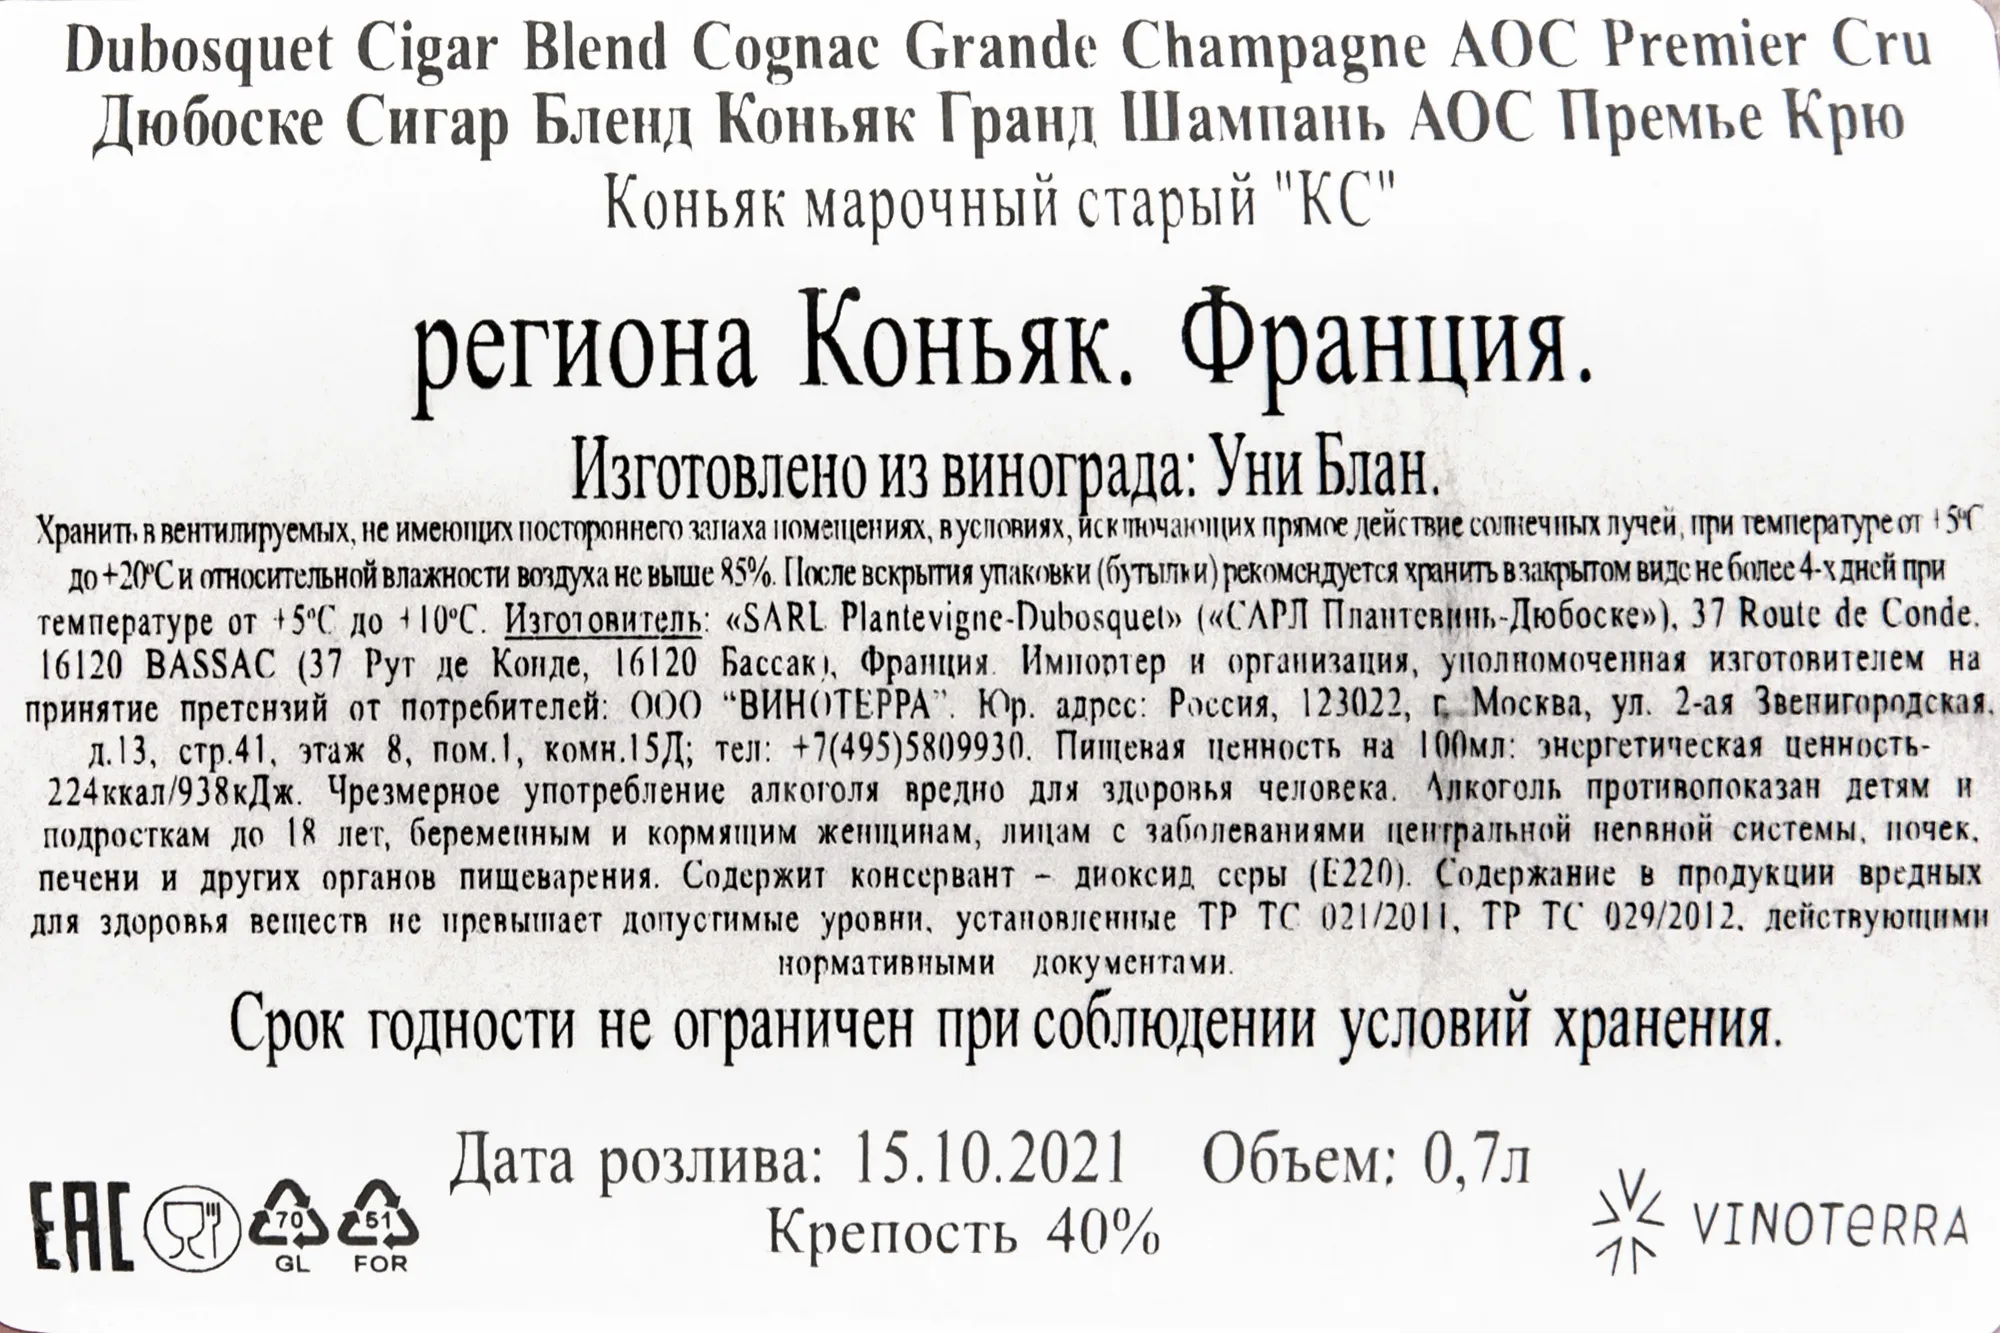 Dubosquet Cigar Blend Cognac Grande Champagne AOC Premier Cru
Дюбоске Сигар Бленд Коньяк Гранд Шампань АОС Премье Крю
Коньяк марочный старый "КС"
региона Коньяк. Франция.
Изготовлено из винограда: Уни Блан.
Хранить в вентилируемых, не имеющих постороннего запаха помещениях, в условиях, исключающих прямое действие солнечных лучей, при температуре от +5ºС
до +20ºС и относительной влажности воздуха не выше 85%. После вскрытия упаковки (бутылки) рекомендуется хранить в закрытом виде не более 4-х дней при
температуре от +5ºС до +10ºС. Изготовитель: «SARL Plantevigne-Dubosquet» («САРЛ Плантевинь-Дюбоске»), 37 Route de Conde.
16120 BASSAC (37 Рут де Конде, 16120 Бассак), Франция. Импортер и организация, уполномоченная изготовителем на
принятие претензий от потребителей: ООО “ВИНОТЕРРА”. Юр. адрес: Россия, 123022, г. Москва, ул. 2-ая Звенигородская,
д.13, стр.41, этаж 8, пом.1, комн.15Д; тел: +7(495)5809930. Пищевая ценность на 100мл: энергетическая ценность-
224ккал/938кДж. Чрезмерное употребление алкоголя вредно для здоровья человека. Алкоголь противопоказан детям и
подросткам до 18 лет, беременным и кормящим женщинам, лицам с заболеваниями центральной нервной системы, почек,
печени и других органов пищеварения. Содержит консервант – диоксид серы (Е220). Содержание в продукции вредных
для здоровья веществ не превышает допустимые уровни, установленные ТР ТС 021/2011, ТР ТС 029/2012, действующими
нормативными документами.
Срок годности не ограничен при соблюдении условий хранения.
Дата розлива: 15.10.2021 Объем: 0,7л
Крепость 40%
EAC 70 GL 51 FOR
VINOTeRRA